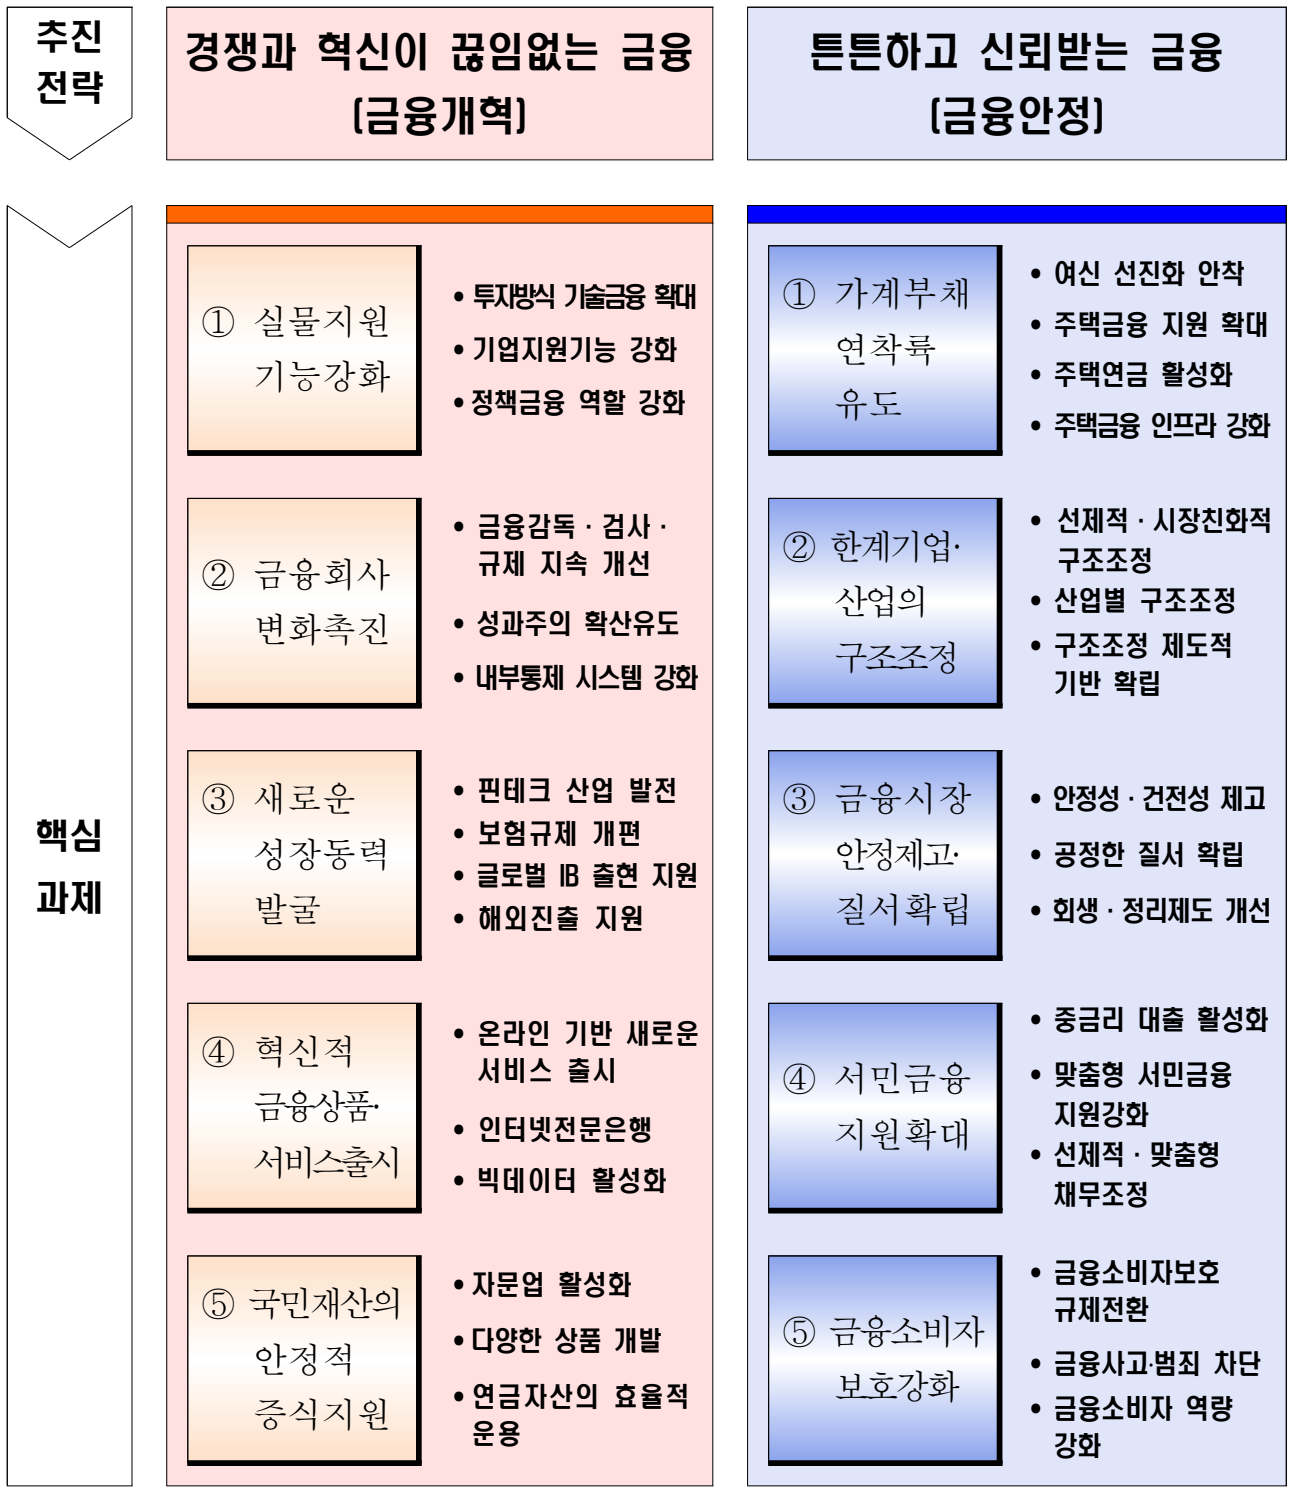 추진
전략
경쟁과 혁신이 끊임없는 금융
(금융개혁)
튼튼하고 신뢰받는 금융
(금융안정)
핵심
과제
① 실물지원
기능강화
• 투자방식 기술금융 확대
• 기업지원기능 강화
• 정책금융 역할 강화
② 금융회사
변화촉진
• 금융감독 · 검사 ·
규제 지속 개선
• 성과주의 확산유도
• 내부통제 시스템 강화
③ 새로운
성장동력
발굴
• 핀테크 산업 발전
• 보험규제 개편
• 글로벌 IB 출현 지원
• 해외진출 지원
④ 혁신적
금융상품·
서비스출시
• 온라인 기반 새로운
서비스 출시
• 인터넷전문은행
• 빅데이터 활성화
⑤ 국민재산의
안정적
증식지원
• 자문업 활성화
• 다양한 상품 개발
• 연금자산의 효율적
운용
① 가계부채
연착륙
유도
• 여신 선진화 안착
• 주택금융 지원 확대
• 주택연금 활성화
• 주택금융 인프라 강화
② 한계기업·
산업의
구조조정
• 선제적 · 시장친화적
구조조정
• 산업별 구조조정
• 구조조정 제도적
기반 확립
③ 금융시장
안정제고·
질서확립
• 안정성 · 건전성 제고
• 공정한 질서 확립
• 회생 · 정리제도 개선
④ 서민금융
지원확대
• 중금리 대출 활성화
• 맞춤형 서민금융
지원강화
• 선제적 · 맞춤형
채무조정
⑤ 금융소비자
보호강화
• 금융소비자보호
규제전환
• 금융사고·범죄 차단
• 금융소비자 역량
강화